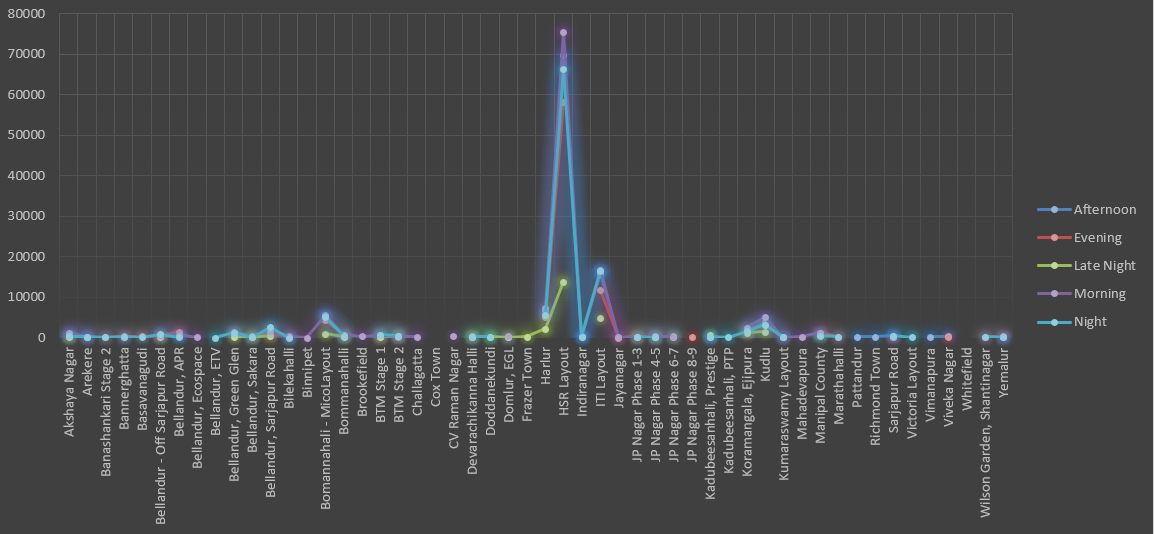 80000
70000
60000
50000
40000
30000
20000
10000
0
Afternoon
Evening
Late Night
Morning
Night
Akshaya Nagar
Arekere
Banashankari Stage 2
Bannerghatta
Basavanagudi
Bellandur - Off Sarjapur Road
Bellandur, APR
Bellandur, Ecospace
Bellandur, ETV
Bellandur, Green Glen
Bellandur, Sakara
Bellandur, Sarjapur Road
Bilekahalli
Binnipet
Bomannahali - MicoLayout
Bommanahalli
Brookefield
BTM Stage 1
BTM Stage 2
Challagatta
Cox Town
CV Raman Nagar
Devarachikanna Halli
Doddanekundi
Domlur, EGL
Frazer Town
Harlur
HSR Layout
Indiranagar
ITI Layout
Jayanagar
JP Nagar Phase 1-3
JP Nagar Phase 4-5
JP Nagar Phase 6-7
JP Nagar Phase 8-9
Kadubeesanhali, Prestige
Kadubeesanhali, PTP
Koramangala, Ejipura
Kudlu
Kumaraswamy Layout
Mahadevapura
Manipal County
Marathahalli
Pattandur
Richmond Town
Sarjapur Road
Victoria Layout
Vimanapura
Viveka Nagar
Whitefield
Wilson Garden, Shantinagar
Yemalur